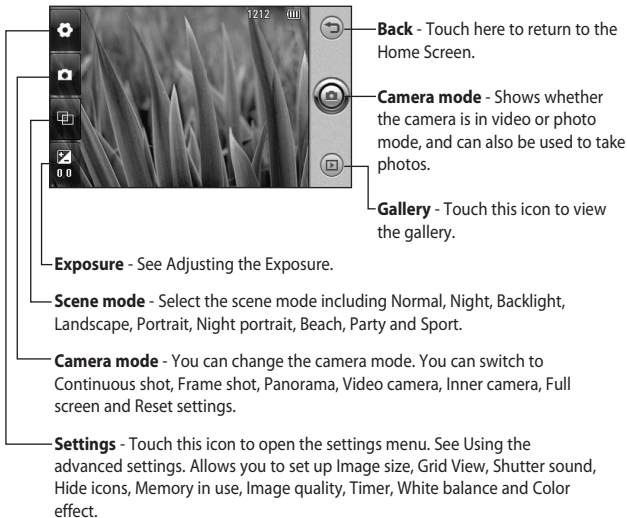 1212
0.0
Back - Touch here to return to the
Home Screen.
Camera mode - Shows whether
the camera is in video or photo
mode, and can also be used to take
photos.
Gallery - Touch this icon to view
the gallery.
Exposure - See Adjusting the Exposure.
Scene mode - Select the scene mode including Normal, Night, Backlight,
Landscape, Portrait, Night portrait, Beach, Party and Sport.
Camera mode - You can change the camera mode. You can switch to
Continuous shot, Frame shot, Panorama, Video camera, Inner camera, Full
screen and Reset settings.
Settings - Touch this icon to open the settings menu. See Using the
advanced settings. Allows you to set up Image size, Grid View, Shutter sound,
Hide icons, Memory in use, Image quality, Timer, White balance and Color
effect.